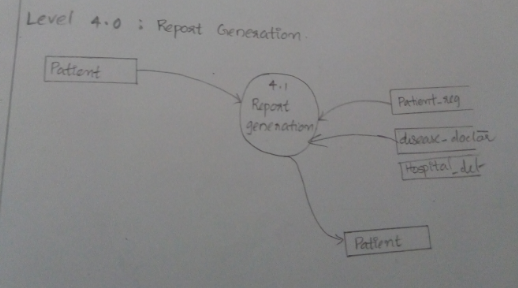 Level 4.0 : Report Generation.
Patient
4.1
Report
generation
Patient_reg
disease_doctor
Hospital_det
Patient